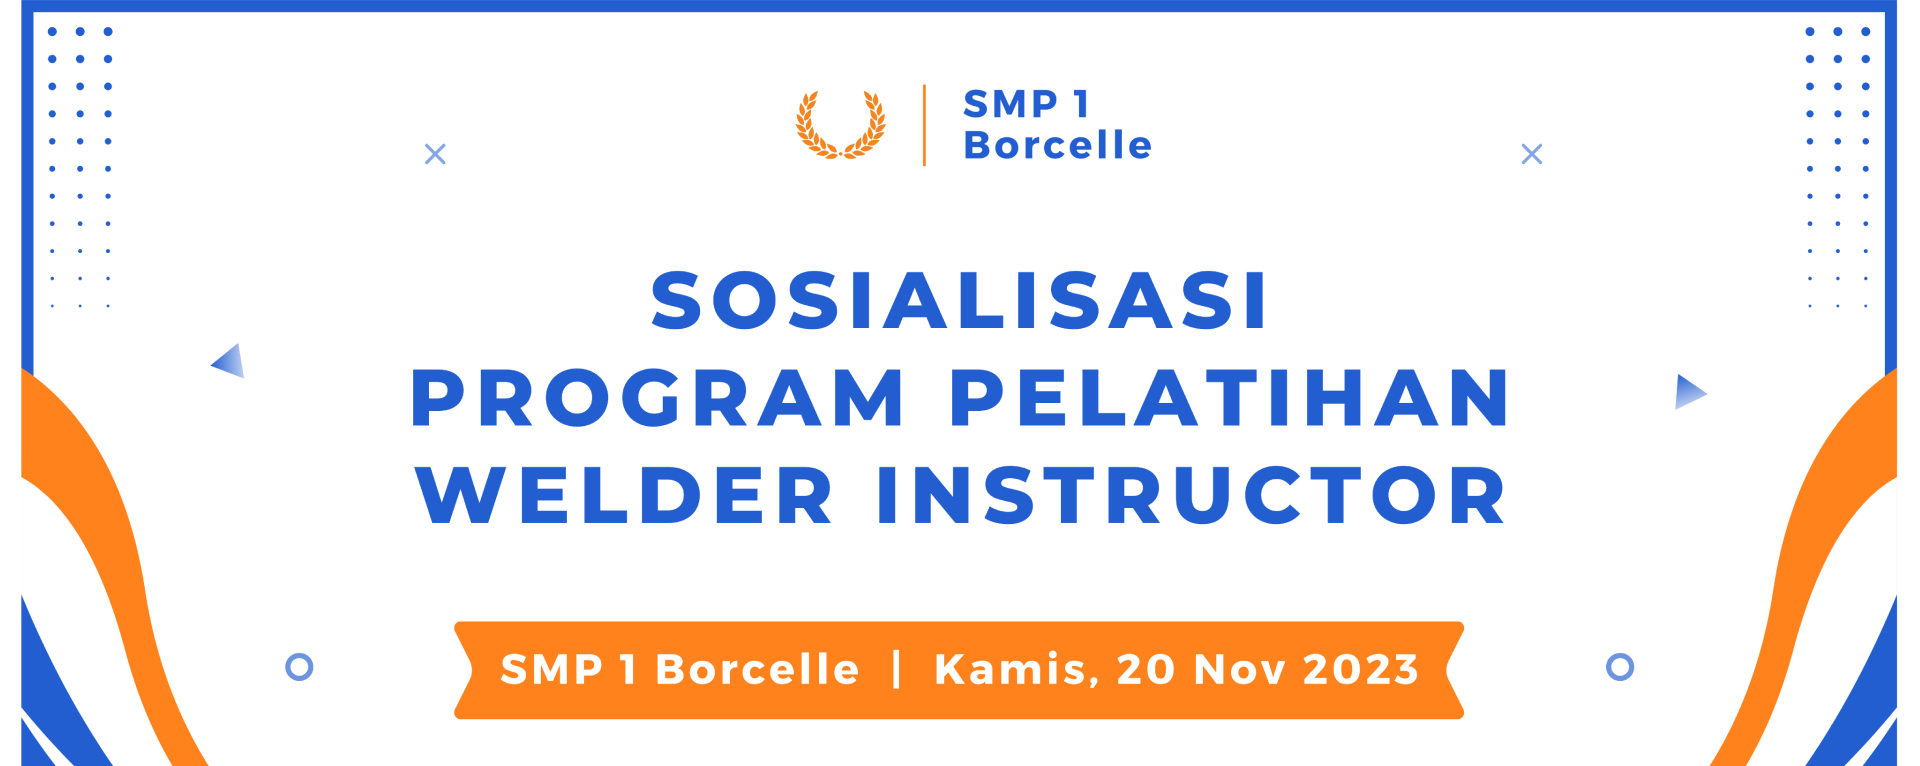 SMP 1
Borcelle
SOSIALISASI
PROGRAM PELATIHAN
WELDER INSTRUCTOR
SMP 1 Borcelle | Kamis, 20 Nov 2023